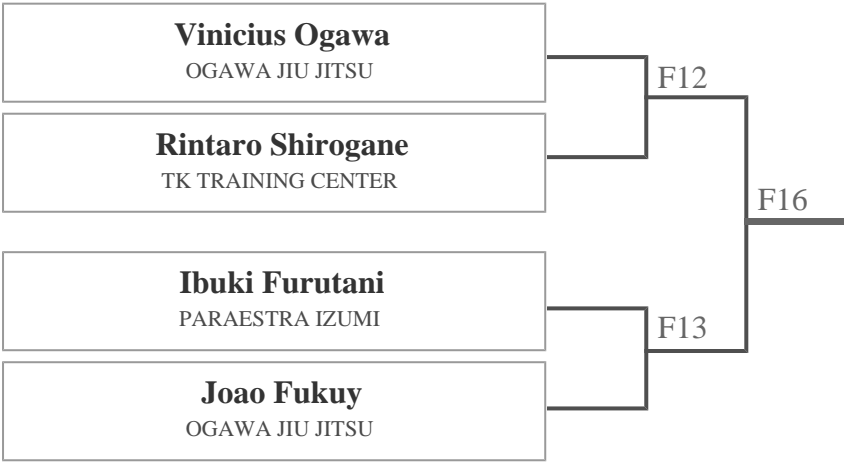 Vinicius Ogawa
OGAWA JIU JITSU
F12
Rintaro Shirogane
TK TRAINING CENTER
F16
Ibuki Furutani
PARAESTRA IZUMI
F13
Joao Fukuy
OGAWA JIU JITSU